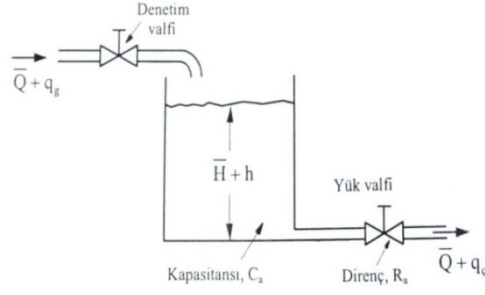 Denetim
valfi
Q̅ + q_g
H̅ + h
Yük valfi
Kapasitansı, C_a
Direnç, R_a
Q̅ + q_ç